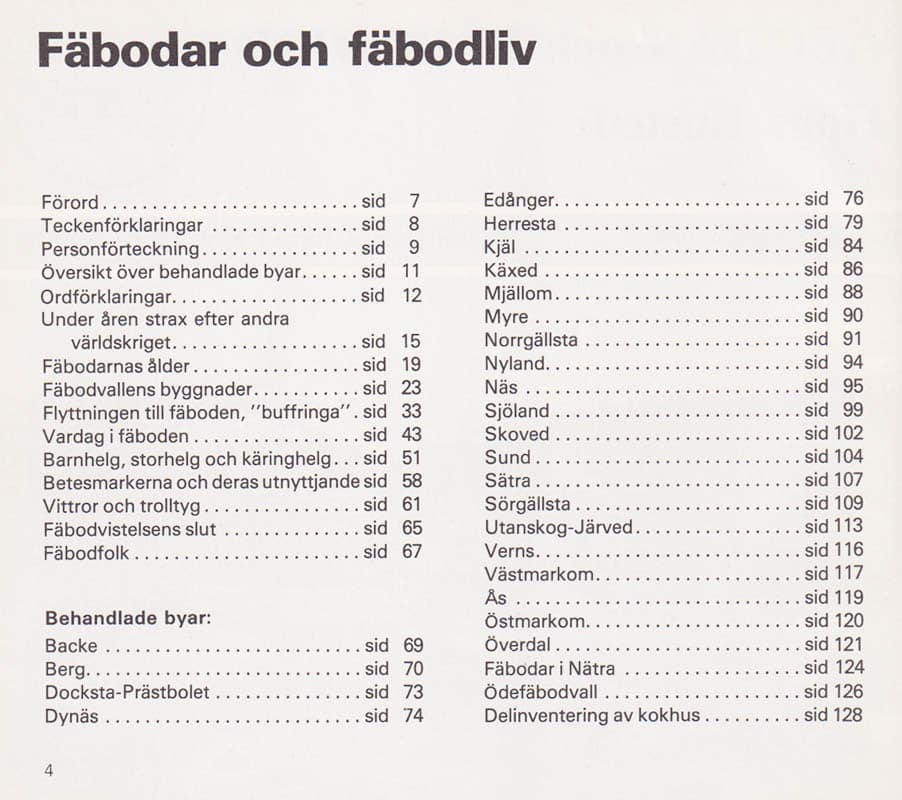 Fäbodar och fäbodliv
Förord . . . . . . . . . . . . . . . . . . . . . . . . . . sid 7
Teckenförklaringar . . . . . . . . . . . . . . . sid 8
Personförteckning . . . . . . . . . . . . . . . . sid 9
Översikt över behandlade byar . . . . . . sid 11
Ordförklaringar. . . . . . . . . . . . . . . . . . . sid 12
Under åren strax efter andra
världskriget. . . . . . . . . . . . . . . . . . . sid 15
Fäbodarnas ålder . . . . . . . . . . . . . . . . . sid 19
Fäbodvallens byggnader. . . . . . . . . . . sid 23
Flyttningen till fäboden, ”buffringa” . sid 33
Vardag i fäboden . . . . . . . . . . . . . . . . . sid 43
Barnhelg, storhelg och käringhelg. . . sid 51
Betesmarkerna och deras utnyttjande sid 58
Vittror och trolltyg . . . . . . . . . . . . . . . . sid 61
Fäbodvistelsens slut . . . . . . . . . . . . . . sid 65
Fäbodfolk . . . . . . . . . . . . . . . . . . . . . . . sid 67
Behandlade byar:
Backe . . . . . . . . . . . . . . . . . . . . . . . . . . sid 69
Berg. . . . . . . . . . . . . . . . . . . . . . . . . . . . sid 70
Docksta-Prästbolet . . . . . . . . . . . . . . . sid 73
Dynäs . . . . . . . . . . . . . . . . . . . . . . . . . . sid 74
Edånger. . . . . . . . . . . . . . . . . . . . . . . . . sid 76
Herresta . . . . . . . . . . . . . . . . . . . . . . . . sid 79
Kjäl . . . . . . . . . . . . . . . . . . . . . . . . . . . . sid 84
Käxed . . . . . . . . . . . . . . . . . . . . . . . . . . sid 86
Mjällom . . . . . . . . . . . . . . . . . . . . . . . . . sid 88
Myre . . . . . . . . . . . . . . . . . . . . . . . . . . . sid 90
Norrgällsta . . . . . . . . . . . . . . . . . . . . . . sid 91
Nyland. . . . . . . . . . . . . . . . . . . . . . . . . . sid 94
Näs . . . . . . . . . . . . . . . . . . . . . . . . . . . . sid 95
Sjöland . . . . . . . . . . . . . . . . . . . . . . . . . sid 99
Skoved . . . . . . . . . . . . . . . . . . . . . . . . . sid 102
Sund . . . . . . . . . . . . . . . . . . . . . . . . . . . sid 104
Sätra . . . . . . . . . . . . . . . . . . . . . . . . . . . sid 107
Sörgällsta . . . . . . . . . . . . . . . . . . . . . . . sid 109
Utanskog-Järved . . . . . . . . . . . . . . . . . sid 113
Verns. . . . . . . . . . . . . . . . . . . . . . . . . . . sid 116
Västmarkom. . . . . . . . . . . . . . . . . . . . . sid 117
Ås . . . . . . . . . . . . . . . . . . . . . . . . . . . . . sid 119
Östmarkom. . . . . . . . . . . . . . . . . . . . . . sid 120
Överdal . . . . . . . . . . . . . . . . . . . . . . . . . sid 121
Fäbodar i Nätra . . . . . . . . . . . . . . . . . . sid 124
Ödefäbodvall . . . . . . . . . . . . . . . . . . . . sid 126
Delinventering av kokhus . . . . . . . . . . sid 128
4